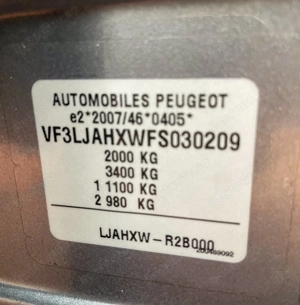 AUTOMOBILES PEUGEOT
e2*2007/46*0405*
VF3LJAHXWFS030209
2000 KG
3400 KG
1 1100 KG
2 980 KG
LJAHXW-R2B000